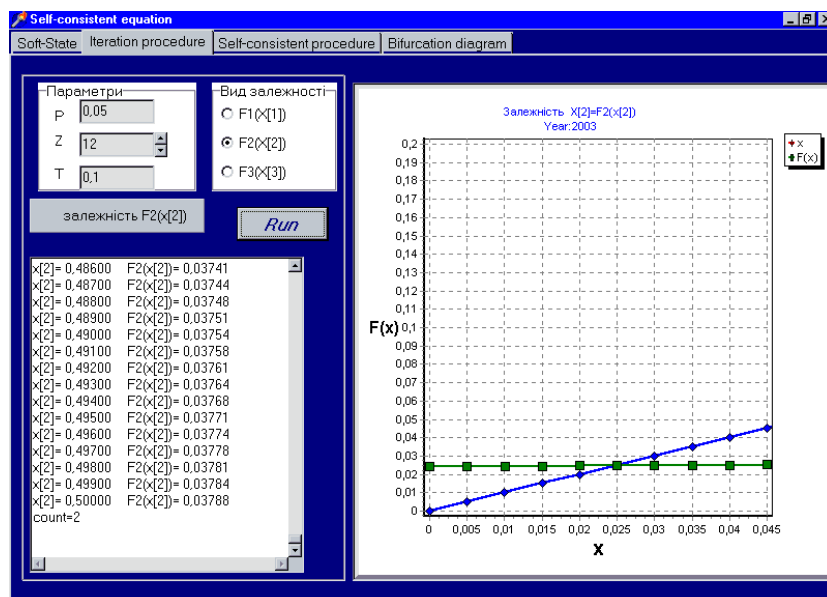 Self-consistent equation
Soft-State Iteration procedure Self-consistent procedure Bifurcation diagram
Параметри
P 0,05
Z 12
T 0,1
Вид залежності
F1(X[1])
F2(X[2])
F3(X[3])
залежність F2(x[2])
Run
x[2]= 0,48600 F2(x[2])= 0,03741
x[2]= 0,48700 F2(x[2])= 0,03744
x[2]= 0,48800 F2(x[2])= 0,03748
x[2]= 0,48900 F2(x[2])= 0,03751
x[2]= 0,49000 F2(x[2])= 0,03754
x[2]= 0,49100 F2(x[2])= 0,03758
x[2]= 0,49200 F2(x[2])= 0,03761
x[2]= 0,49300 F2(x[2])= 0,03764
x[2]= 0,49400 F2(x[2])= 0,03768
x[2]= 0,49500 F2(x[2])= 0,03771
x[2]= 0,49600 F2(x[2])= 0,03774
x[2]= 0,49700 F2(x[2])= 0,03778
x[2]= 0,49800 F2(x[2])= 0,03781
x[2]= 0,49900 F2(x[2])= 0,03784
x[2]= 0,50000 F2(x[2])= 0,03788
count=2
Залежність X[2]=F2(x[2])
Year:2003
x
F(x)
0,2
0,19
0,18
0,17
0,16
0,15
0,14
0,13
0,12
0,11
F(x) 0,1
0,09
0,08
0,07
0,06
0,05
0,04
0,03
0,02
0,01
0
0 0,005 0,01 0,015 0,02 0,025 0,03 0,035 0,04 0,045
X